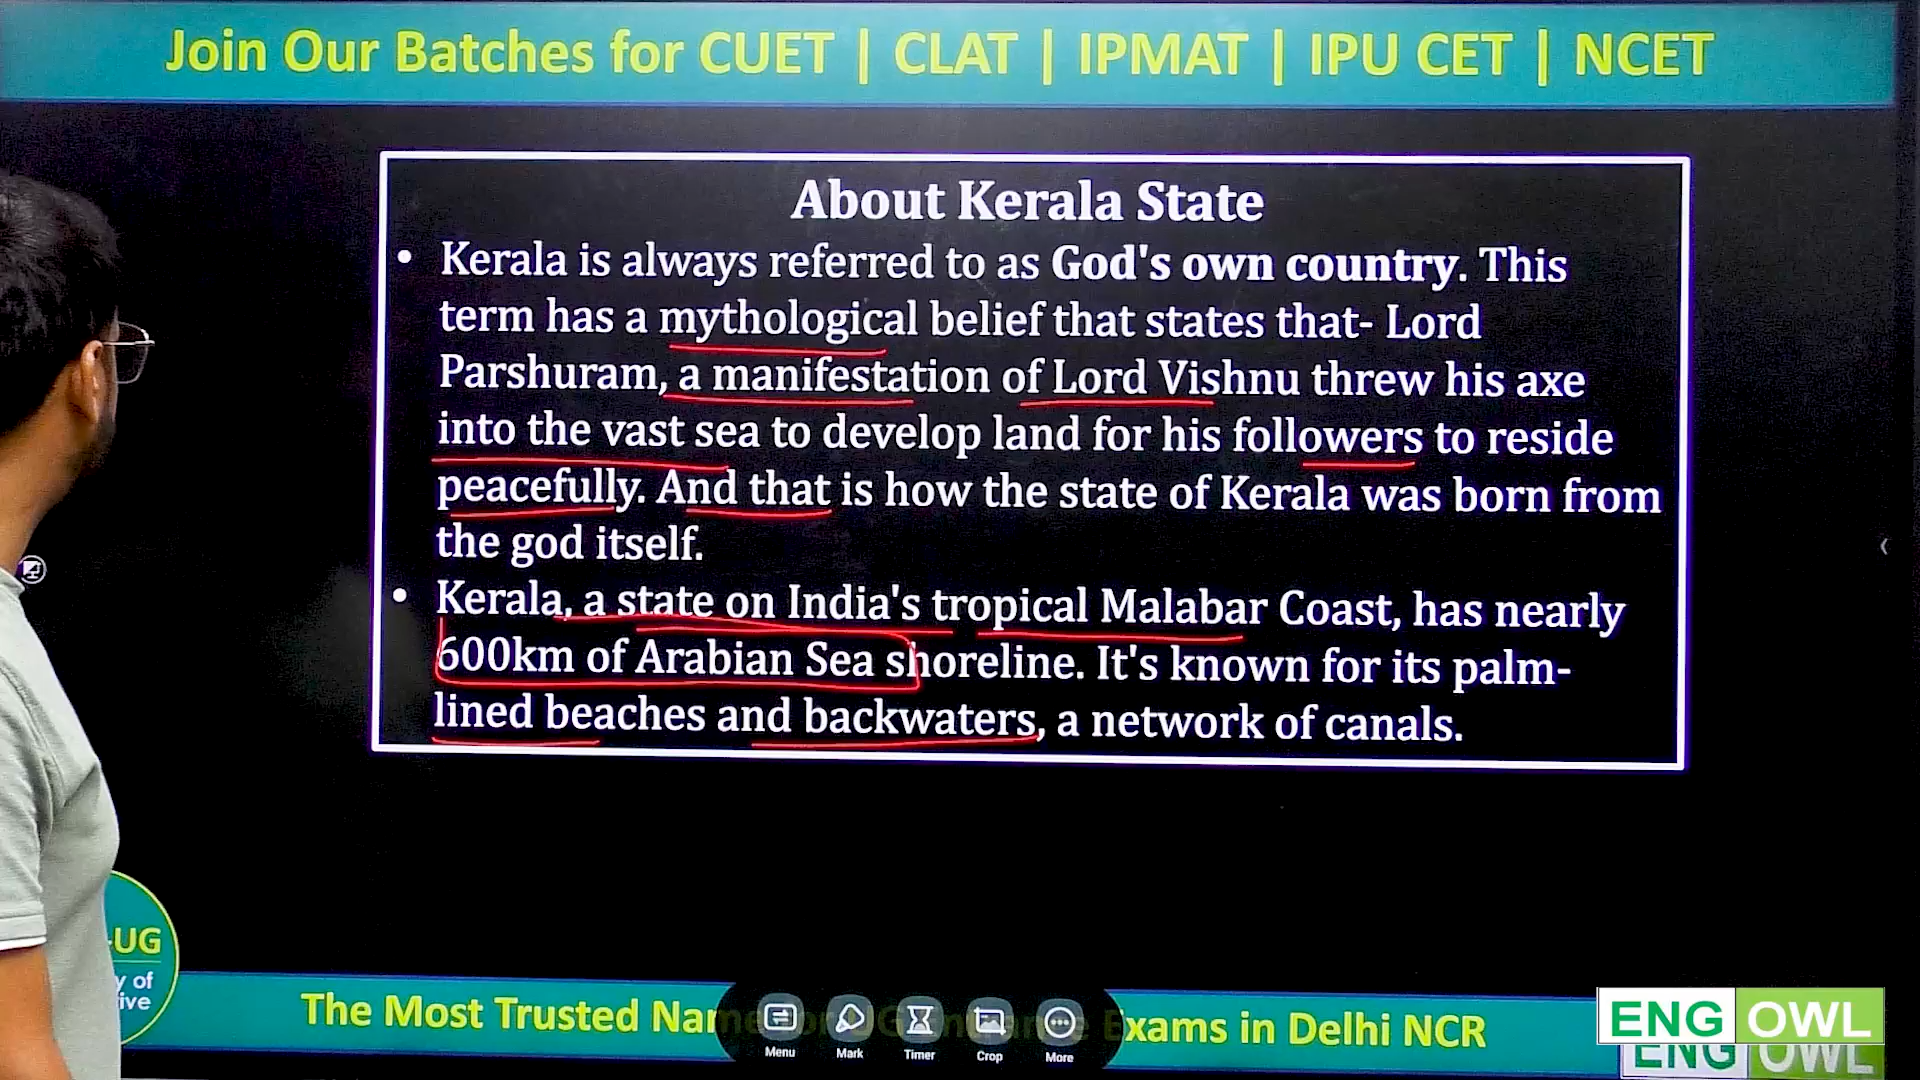 Join Our Batches for CUET | CLAT | IPMAT | IPU CET | NCET
About Kerala State
• Kerala is always referred to as God's own country. This
term has a mythological belief that states that- Lord
Parshuram, a manifestation of Lord Vishnu threw his axe
into the vast sea to develop land for his followers to reside
peacefully. And that is how the state of Kerala was born from
the god itself.
• Kerala, a state on India's tropical Malabar Coast, has nearly
600km of Arabian Sea shoreline. It's known for its palm-
lined beaches and backwaters, a network of canals.
-UG
y of
ive
The Most Trusted Name Exams in Delhi NCR
Menu Mark Timer Crop More
ENG OWL
ENG OWL